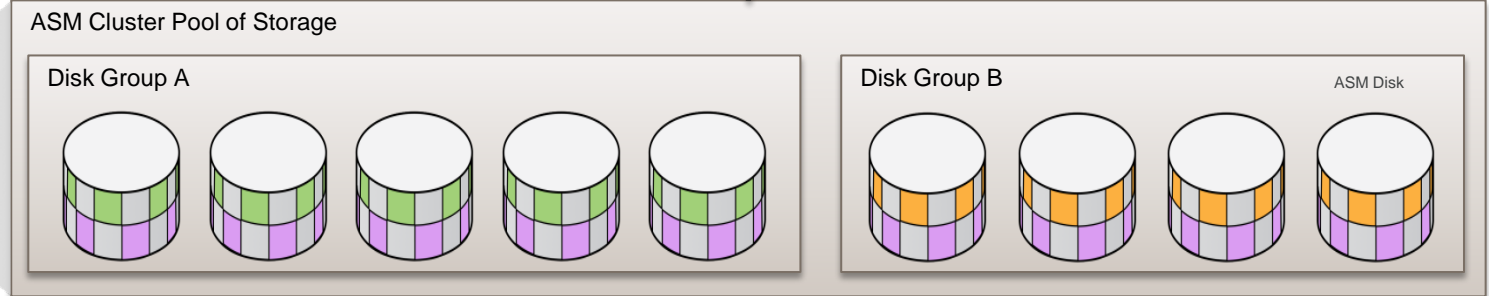 ASM Cluster Pool of Storage
Disk Group A
Disk Group B
ASM Disk